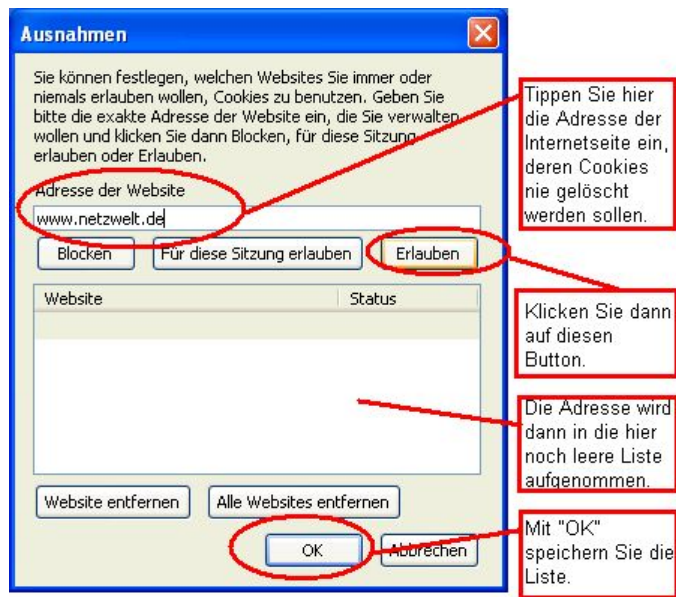 Ausnahmen
Sie können festlegen, welchen Websites Sie immer oder
niemals erlauben wollen, Cookies zu benutzen. Geben Sie
bitte die exakte Adresse der Website ein, die Sie verwalten
wollen und klicken Sie dann Blocken, für diese Sitzung
erlauben oder Erlauben.
Adresse der Website
www.netzwelt.de
Blocken
Für diese Sitzung erlauben
Erlauben
Website
Status
Website entfernen
Alle Websites entfernen
OK
Abbrechen
Tippen Sie hier
die Adresse der
Internetseite ein,
deren Cookies
nie gelöscht
werden sollen.
Klicken Sie dann
auf diesen
Button.
Die Adresse wird
dann in die hier
noch leere Liste
aufgenommen.
Mit "OK"
speichern Sie die
Liste.